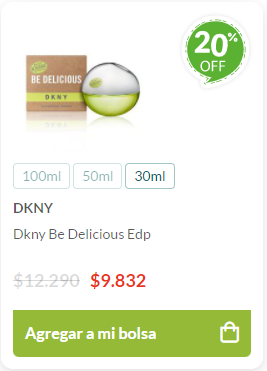 20%
OFF
BE DELICIOUS
DKNY
100ml 50ml 30ml
DKNY
Dkny Be Delicious Edp
$12.290 $9.832
Agregar a mi bolsa